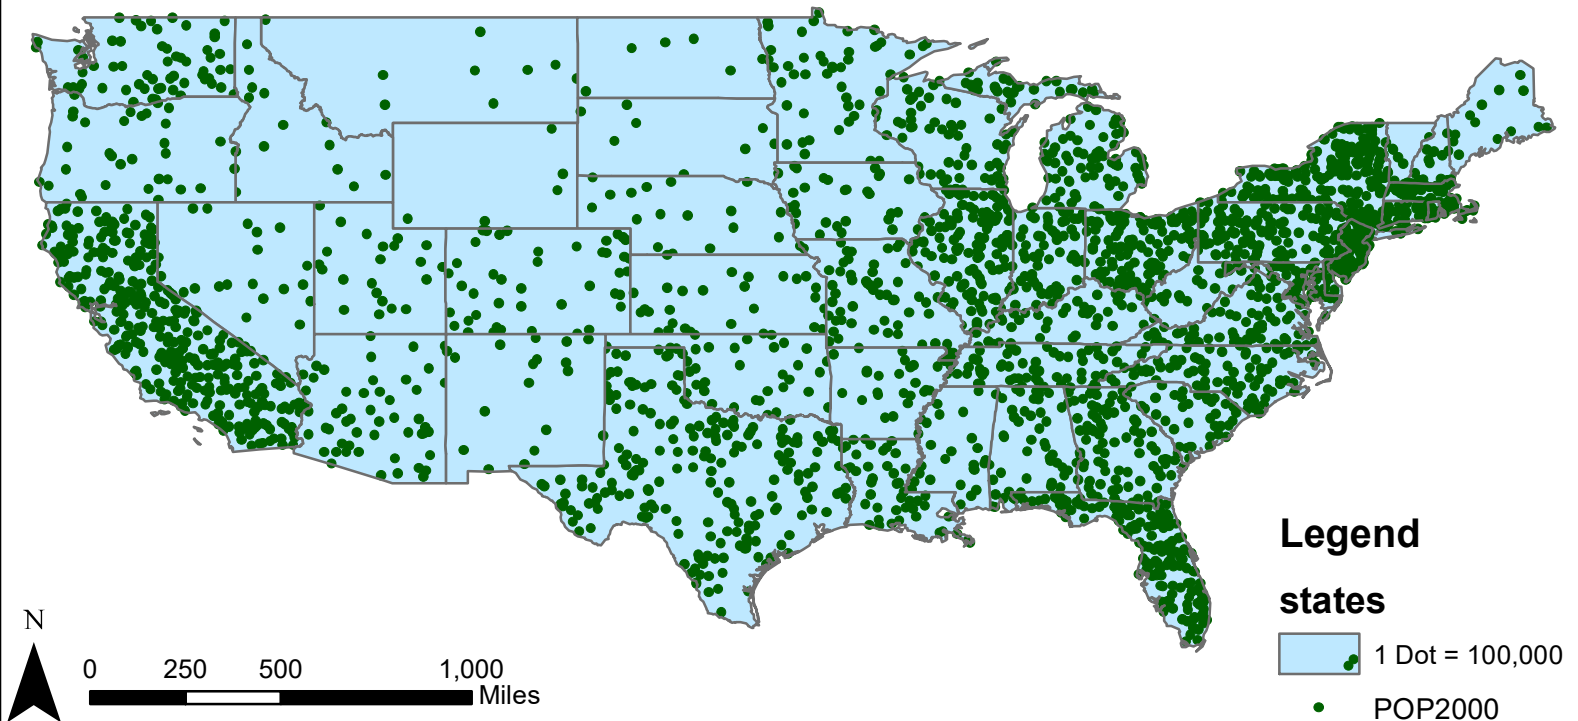 Legend
states
1 Dot = 100,000
POP2000
N
0 250 500 1,000
Miles